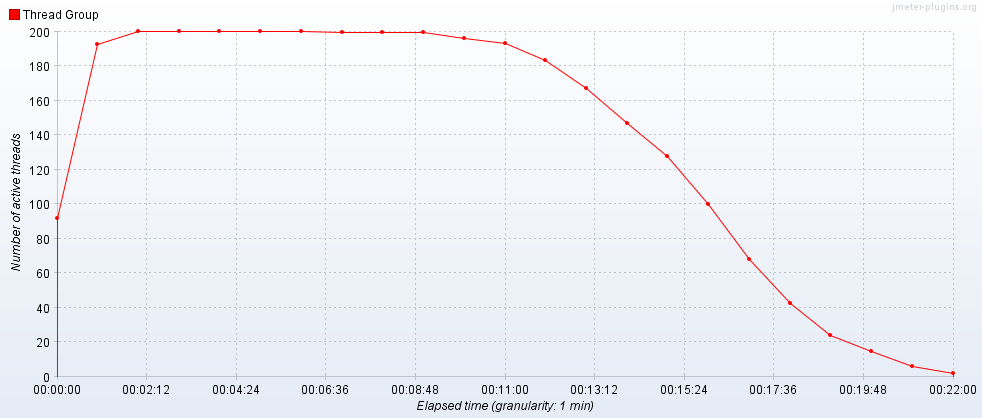 jmeter-plugins.org
Thread Group
200
180
160
140
120
100
80
60
40
20
0
Number of active threads
00:00:00 00:02:12 00:04:24 00:06:36 00:08:48 00:11:00 00:13:12 00:15:24 00:17:36 00:19:48 00:22:00
Elapsed time (granularity: 1 min)